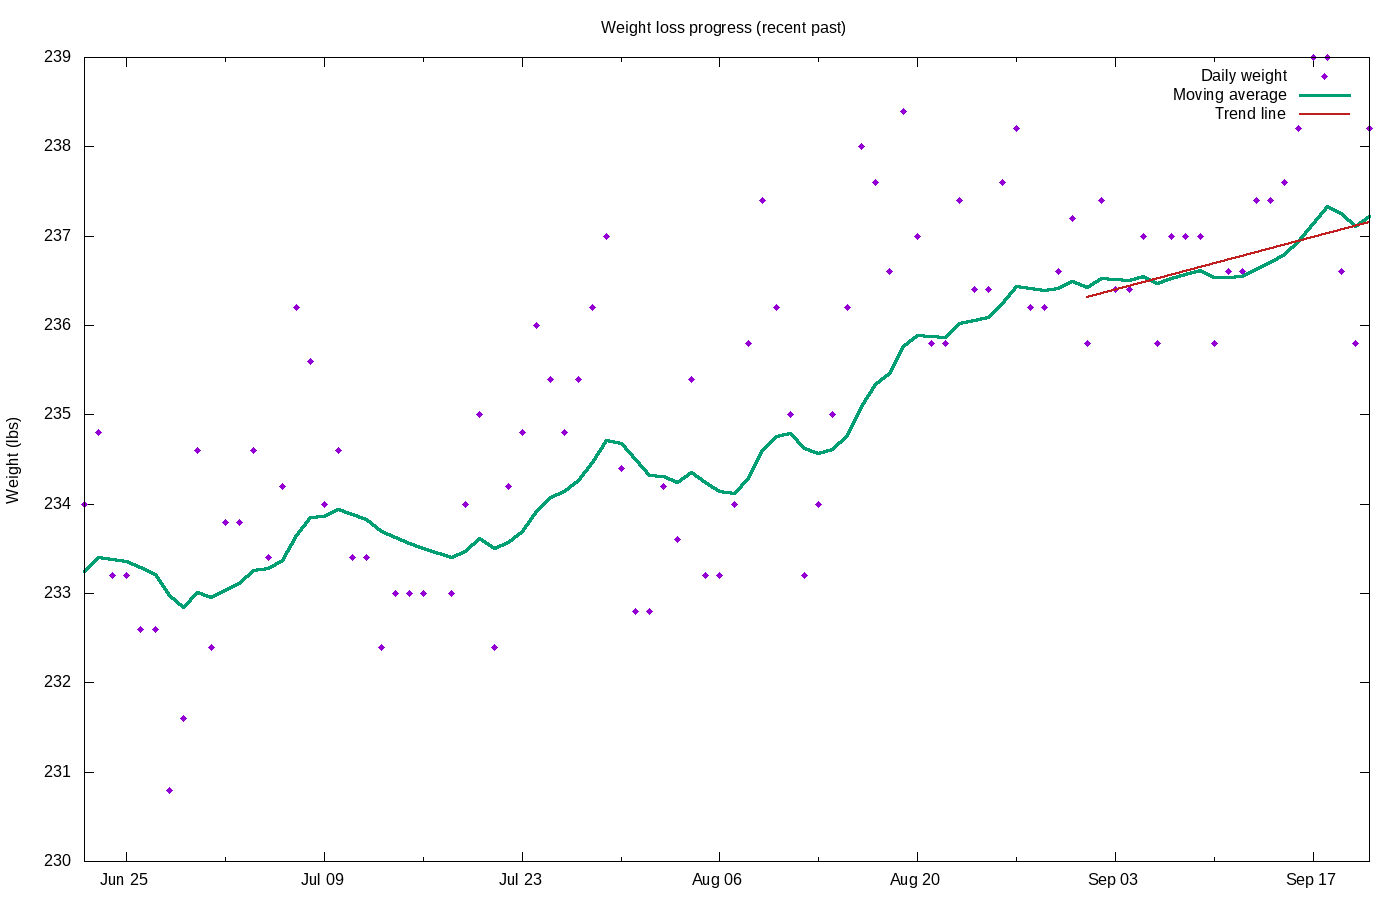 Weight loss progress (recent past)
239
238
237
236
235
234
233
232
231
230
Weight (lbs)
Daily weight
Moving average
Trend line
Jun 25
Jul 09
Jul 23
Aug 06
Aug 20
Sep 03
Sep 17